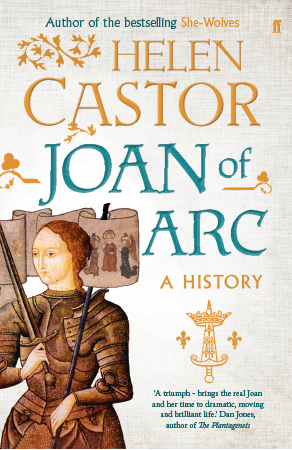 Author of the bestselling She-Wolves
ff
HELEN
CASTOR
JOAN of
ARC
A HISTORY
'A triumph - brings the real Joan
and her time to dramatic, moving
and brilliant life.' Dan Jones,
author of The Plantagenets